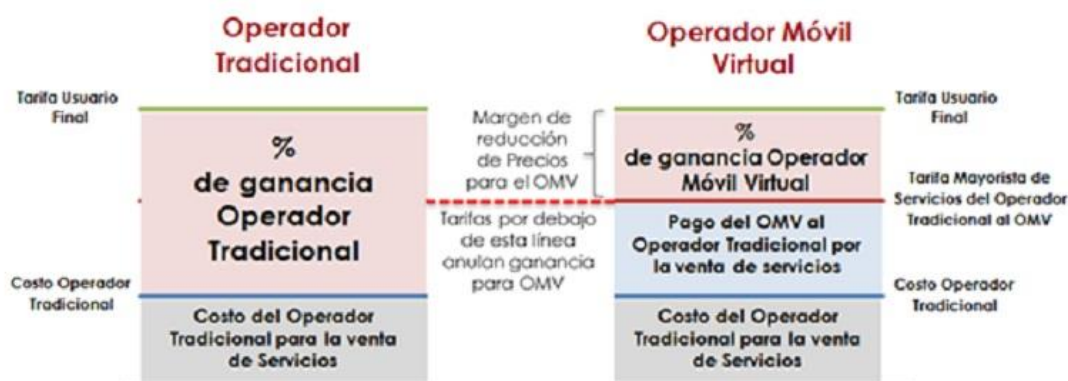 Operador
Tradicional
Operador Móvil
Virtual
Tarifa Usuario
Final
%
de ganancia
Operador
Tradicional
Costo Operador
Tradicional
Costo del Operador
Tradicional para la venta
de Servicios
Margen de
reducción
de Precios
para el OMV
Tarifas por debajo
de esta línea
anulan ganancia
para OMV
%
de ganancia Operador
Móvil Virtual
Pago del OMV al
Operador Tradicional por
la venta de servicios
Costo del Operador
Tradicional para la venta
de Servicios
Tarifa Usuario
Final
Tarifa Mayorista de
Servicios del Operador
Tradicional al OMV
Costo Operador
Tradicional